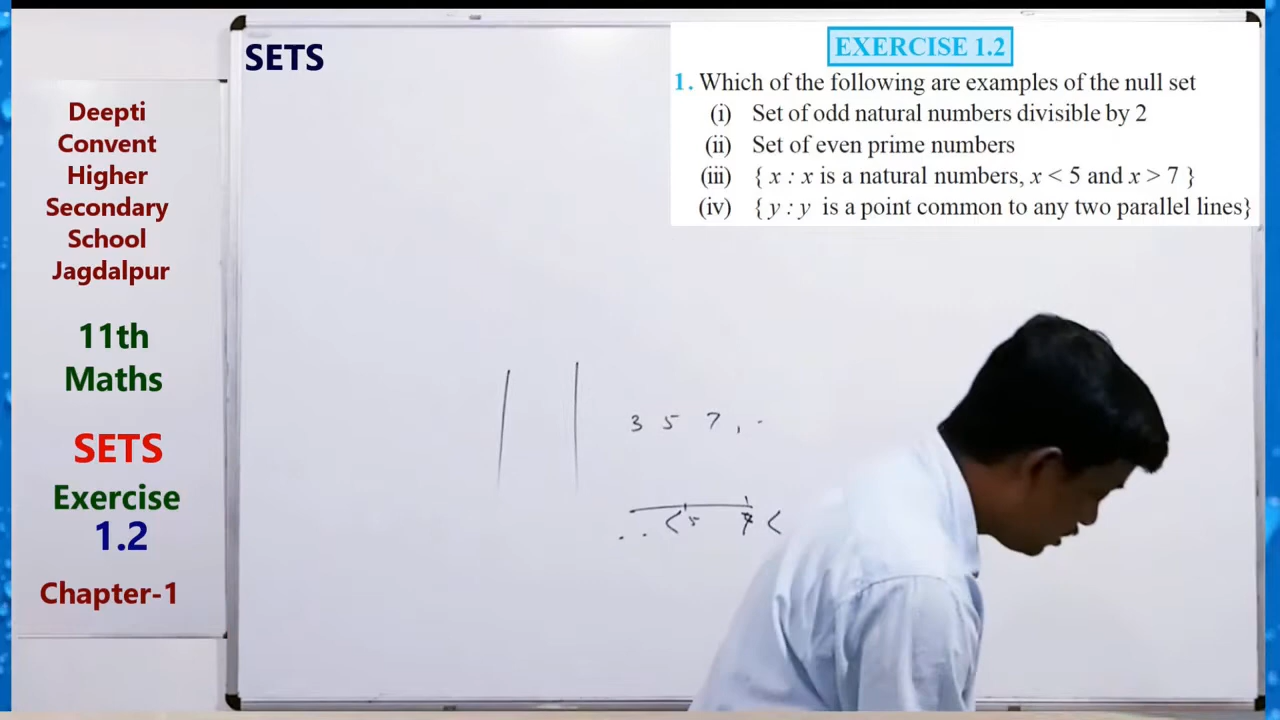 Deepti
Convent
Higher
Secondary
School
Jagdalpur
11th
Maths
SETS
Exercise
1.2
Chapter-1
SETS
EXERCISE 1.2
1. Which of the following are examples of the null set
(i) Set of odd natural numbers divisible by 2
(ii) Set of even prime numbers
(iii) { x : x is a natural numbers, x < 5 and x > 7 }
(iv) { y : y is a point common to any two parallel lines}
3 5 7 , ..
. . < 5 7 <